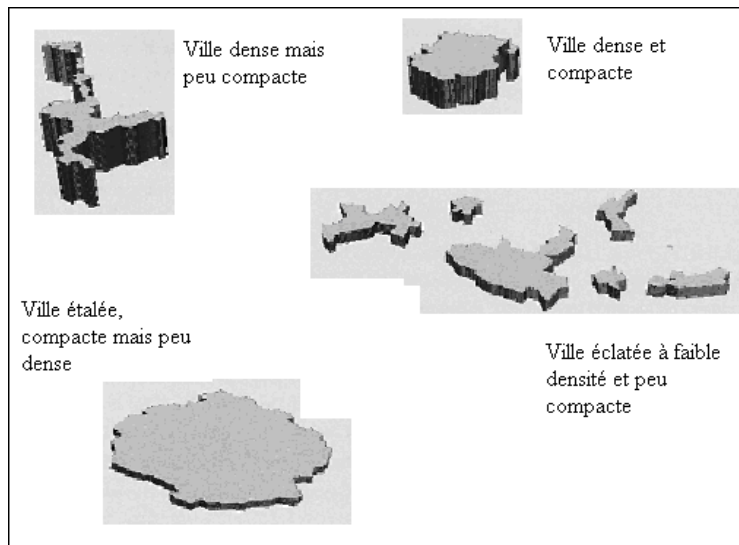 Ville dense mais
peu compacte
Ville dense et
compacte
Ville étalée,
compacte mais peu
dense
Ville éclatée à faible
densité et peu
compacte